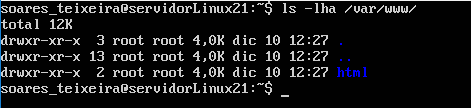 soares_teixeira@servidorLinux21:~$ ls -lha /var/www/
total 12K
drwxr-xr-x  3 root root 4,0K dic 10 12:27 .
drwxr-xr-x 13 root root 4,0K dic 10 12:27 ..
drwxr-xr-x  2 root root 4,0K dic 10 12:27 html
soares_teixeira@servidorLinux21:~$ _